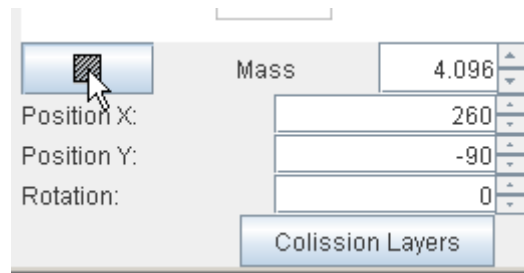 Mass 4.096
Position X: 260
Position Y: -90
Rotation: 0
Colission Layers